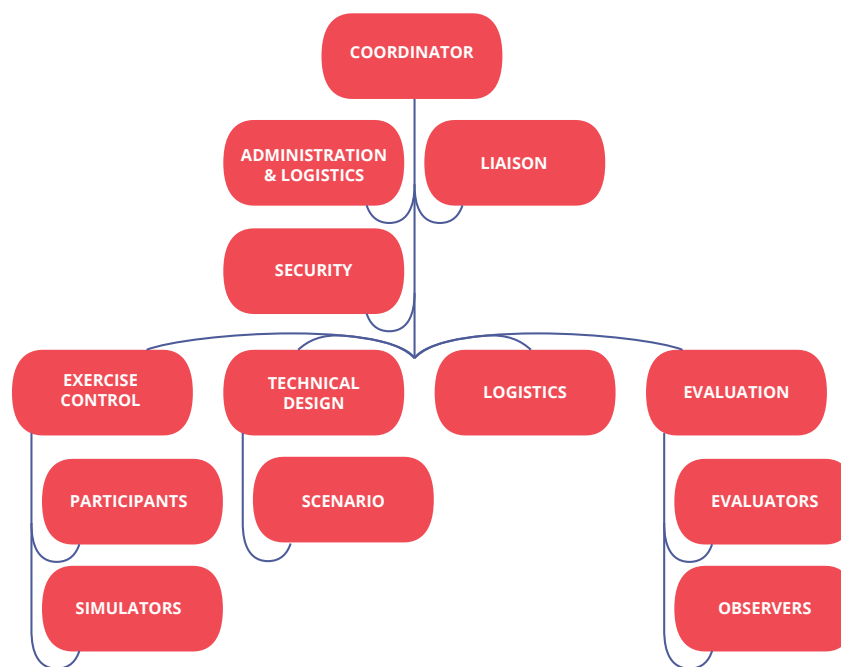 COORDINATOR
ADMINISTRATION
& LOGISTICS
LIAISON
SECURITY
EXERCISE
CONTROL
TECHNICAL
DESIGN
LOGISTICS
EVALUATION
PARTICIPANTS
SCENARIO
EVALUATORS
SIMULATORS
OBSERVERS